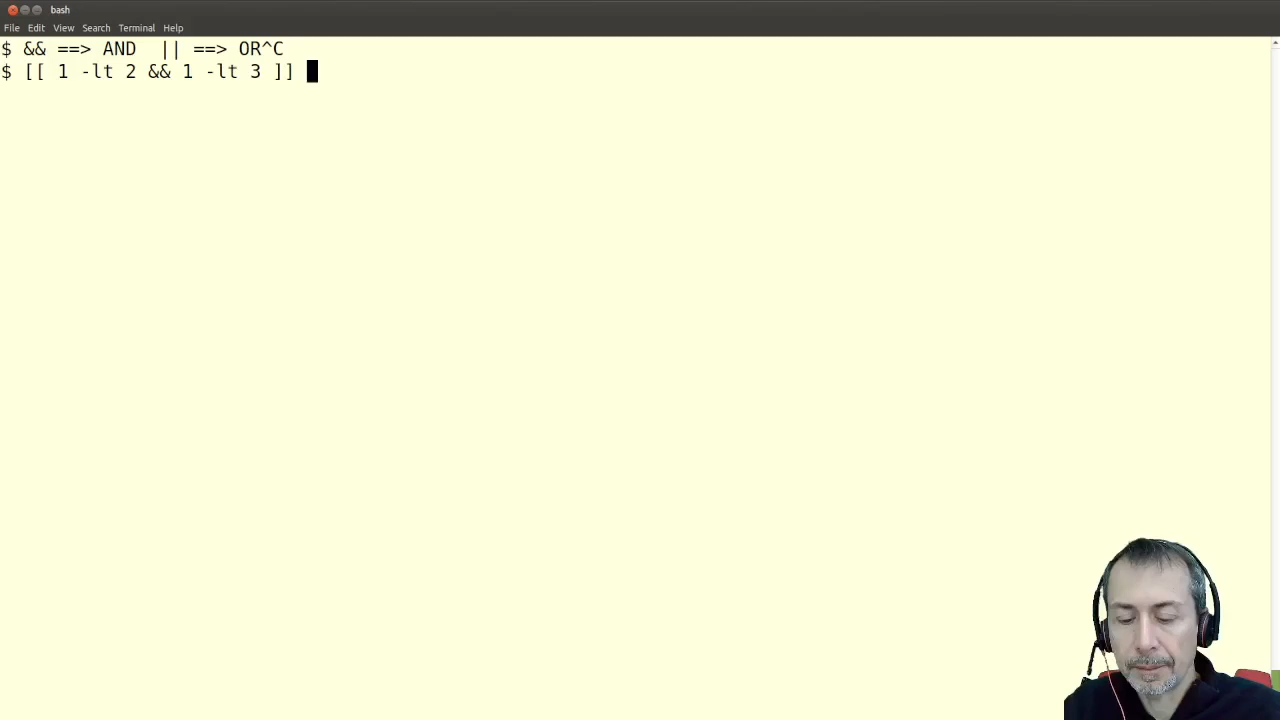 bash
File Edit View Search Terminal Help
$ && ==> AND  || ==> OR^C
$ [[ 1 -lt 2 && 1 -lt 3 ]]